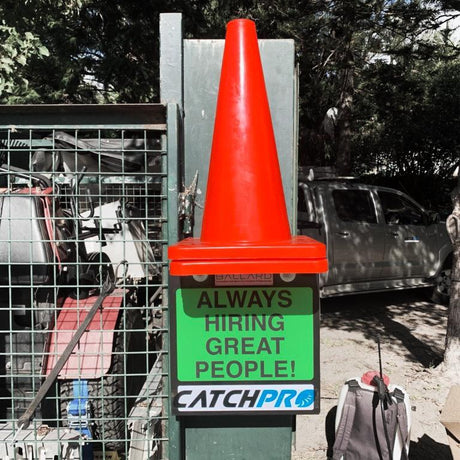 BALLARD
ALWAYS
HIRING
GREAT
PEOPLE!
CATCHPRO